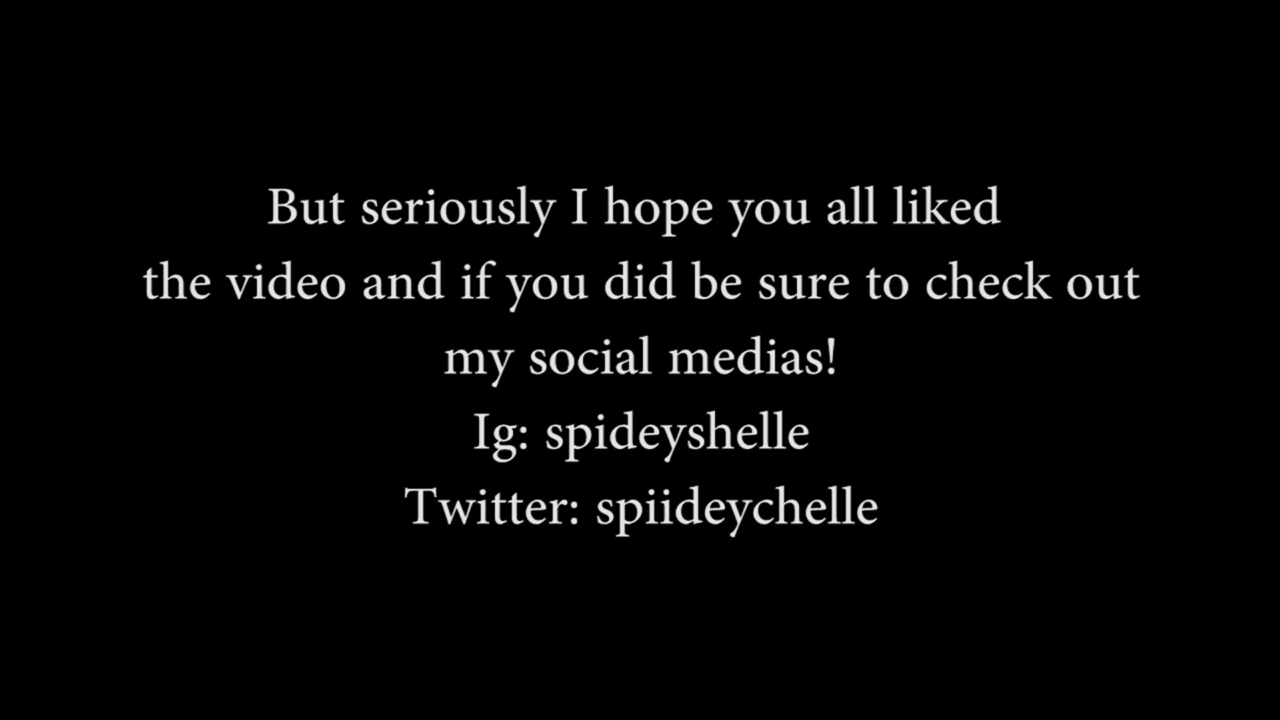 But seriously I hope you all liked
the video and if you did be sure to check out
my social medias!
Ig: spideyshelle
Twitter: spiideychelle